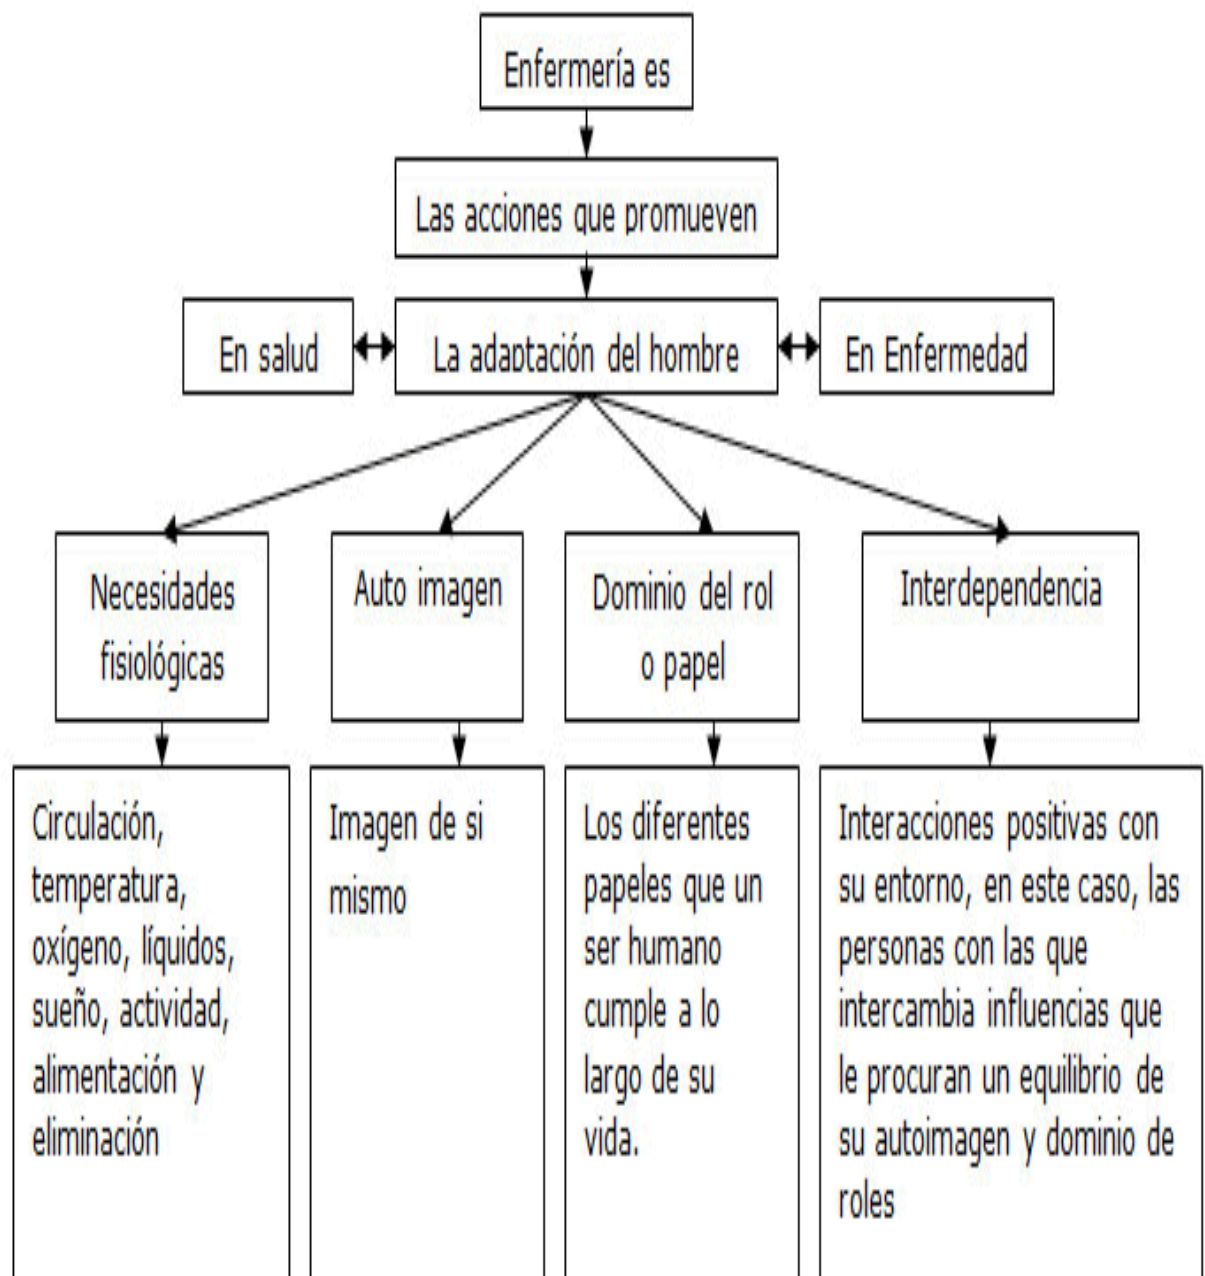 Enfermería es
Las acciones que promueven
En salud
La adaptación del hombre
En Enfermedad
Necesidades
fisiológicas
Auto imagen
Dominio del rol
o papel
Interdependencia
Circulación,
temperatura,
oxígeno, líquidos,
sueño, actividad,
alimentación y
eliminación
Imagen de si
mismo
Los diferentes
papeles que un
ser humano
cumple a lo
largo de su
vida.
Interacciones positivas con
su entorno, en este caso, las
personas con las que
intercambia influencias que
le procuran un equilibrio de
su autoimagen y dominio de
roles